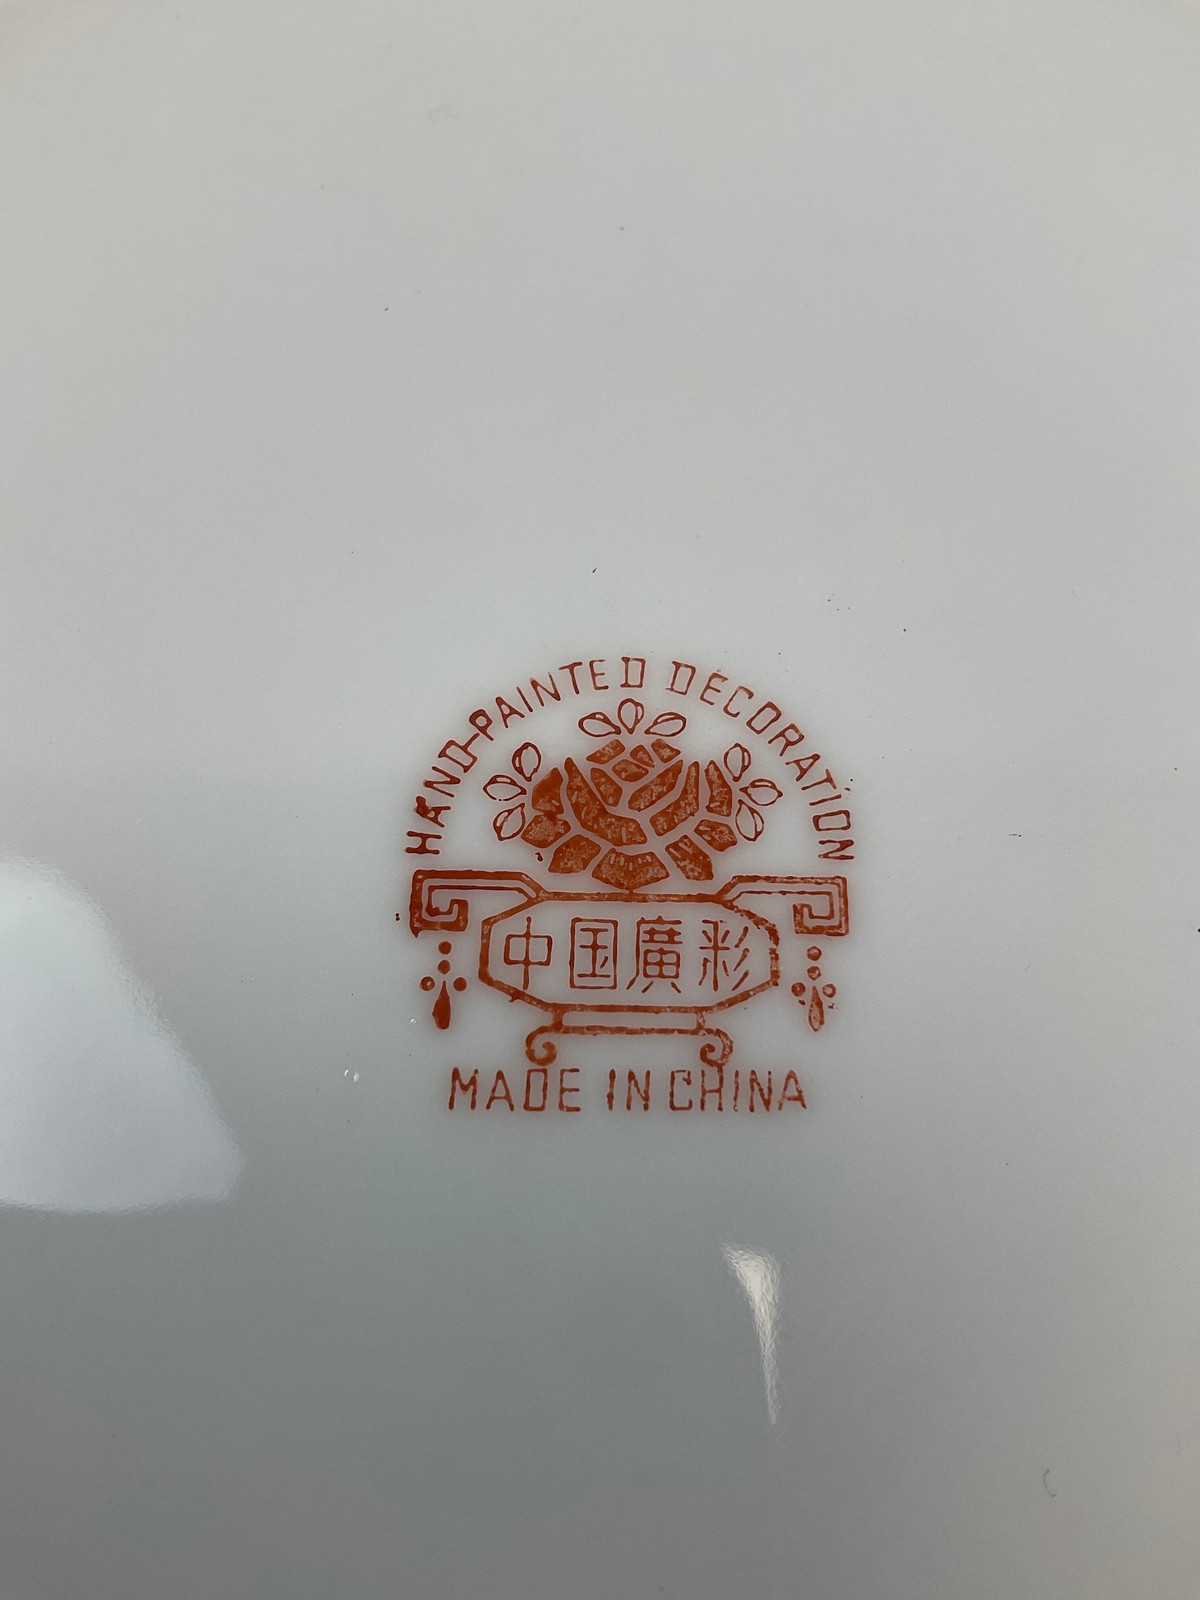 HAND-PAINTED DECORATION
中国廣彩
MADE IN CHINA